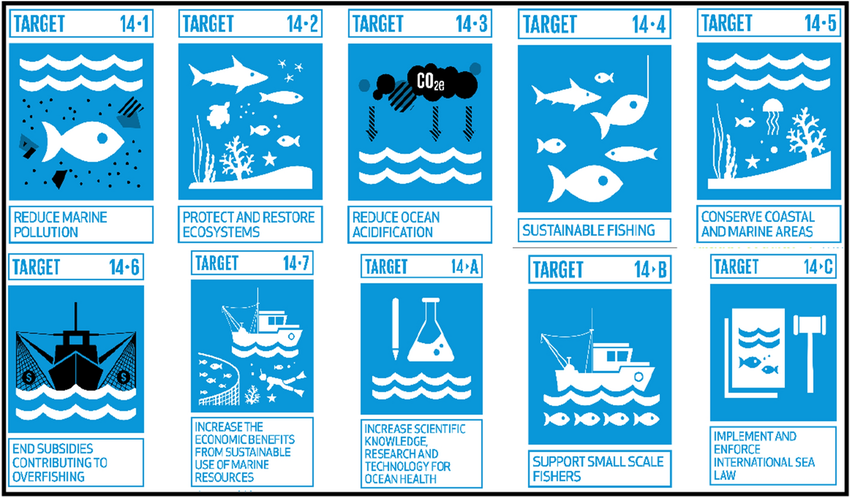 TARGET 14·1
REDUCE MARINE
POLLUTION
TARGET 14·2
PROTECT AND RESTORE
ECOSYSTEMS
TARGET 14·3
CO2e
REDUCE OCEAN
ACIDIFICATION
TARGET 14·4
SUSTAINABLE FISHING
TARGET 14·5
CONSERVE COASTAL
AND MARINE AREAS
TARGET 14·6
$ $
END SUBSIDIES
CONTRIBUTING TO
OVERFISHING
TARGET 14·7
INCREASE THE
ECONOMIC BENEFITS
FROM SUSTAINABLE
USE OF MARINE
RESOURCES
TARGET 14·A
INCREASE SCIENTIFIC
KNOWLEDGE,
RESEARCH AND
TECHNOLOGY FOR
OCEAN HEALTH
TARGET 14·B
SUPPORT SMALL SCALE
FISHERS
TARGET 14·C
IMPLEMENT AND
ENFORCE
INTERNATIONAL SEA
LAW